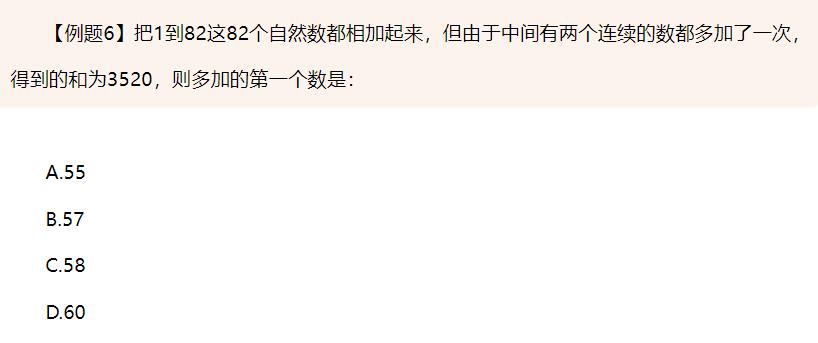 【例题6】把1到82这82个自然数都相加起来，但由于中间有两个连续的数都多加了一次，
得到的和为3520，则多加的第一个数是：
A.55
B.57
C.58
D.60